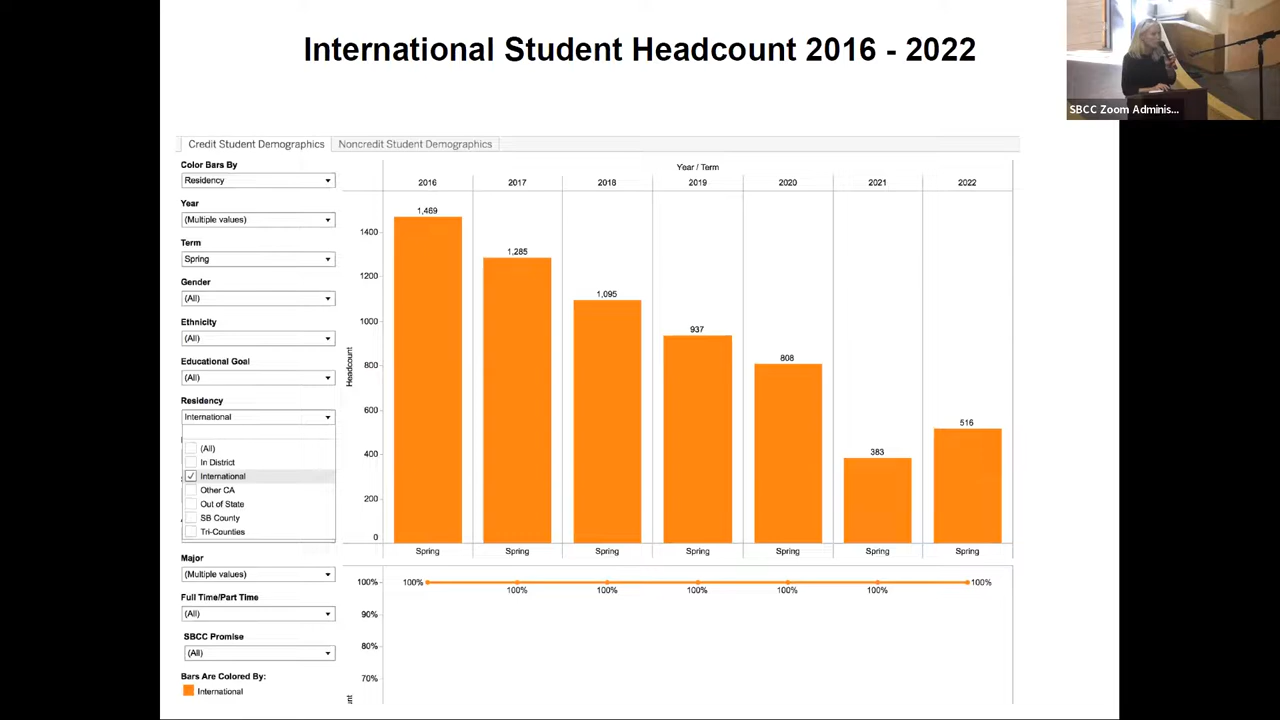 International Student Headcount 2016 - 2022
SBCC Zoom Adminis...
Credit Student Demographics
Noncredit Student Demographics
Color Bars By
Residency
Year
(Multiple values)
Term
Spring
Gender
(All)
Ethnicity
(All)
Educational Goal
(All)
Residency
International
(All)
In District
International
Other CA
Out of State
SB County
Tri-Counties
Major
(Multiple values)
Full Time/Part Time
(All)
SBCC Promise
(All)
Bars Are Colored By:
International
Year / Term
2016 2017 2018 2019 2020 2021 2022
1,469 1,285 1,095 937 808 383 516
Headcount
1400
1200
1000
800
600
400
200
0
Spring Spring Spring Spring Spring Spring Spring
100% 100% 100% 100% 100% 100% 100% 100%
90%
80%
70%